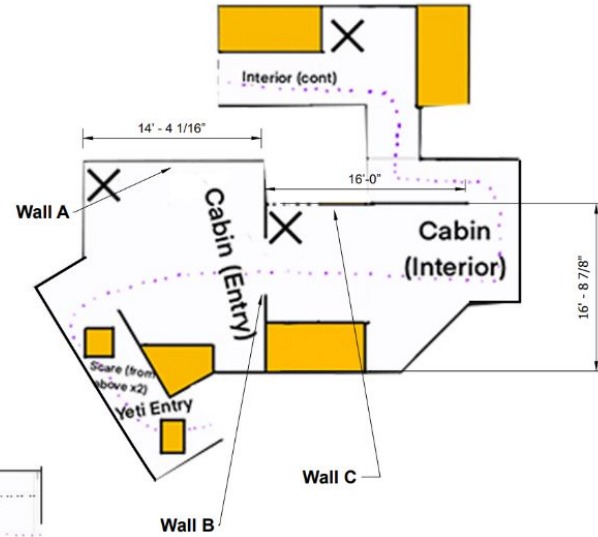 Interior (cont)
14' - 4 1/16"
16'-0"
Wall A
Cabin (Entry)
Cabin
(Interior)
16' - 8 7/8"
Scare (from
above x2)
Yeti Entry
Wall C
Wall B